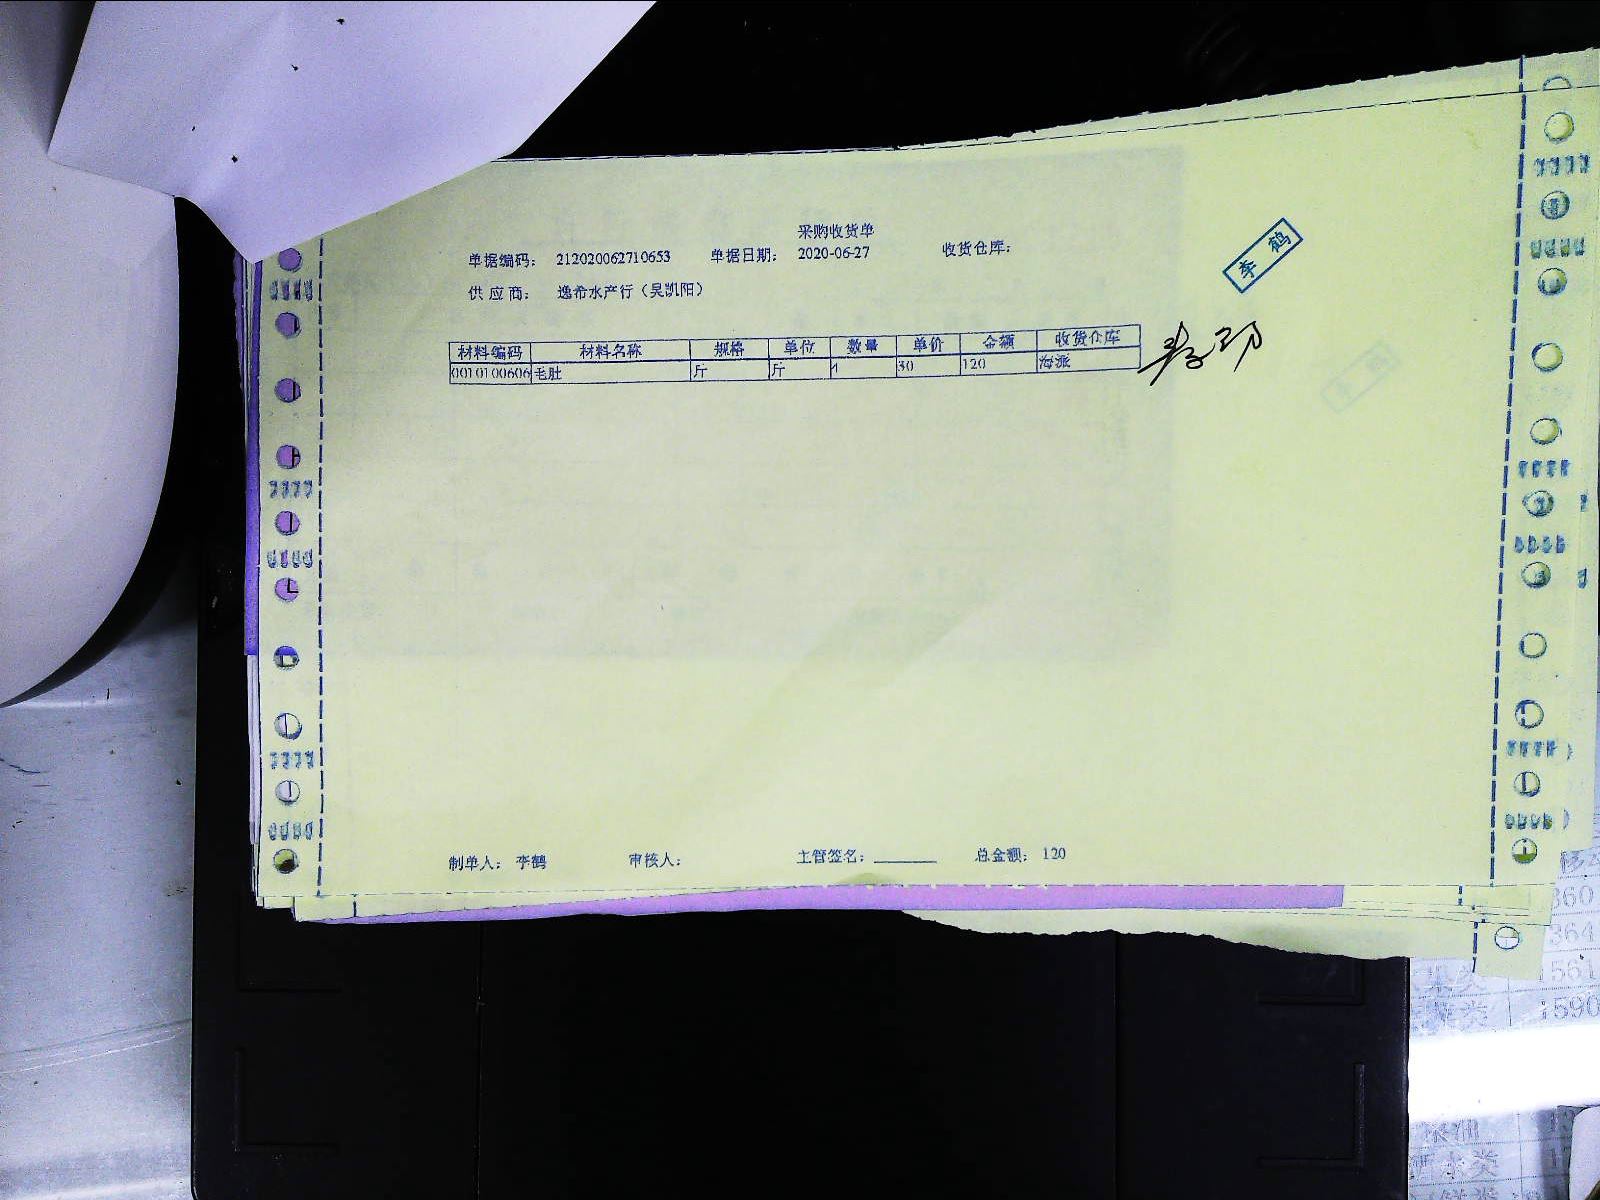 采购收货单
单据编码： 212020062710653 单据日期： 2020-06-27 收货仓库：
供应商： 逸希水产行（吴凯阳）
李鹤
材料编码 材料名称 规格 单位 数量 单价 金额 收货仓库
0010100606 毛肚 斤 斤 4 30 120 海派
制单人： 李鹤 审核人： 主管签名： 总金额： 120
360
364
1561
1590